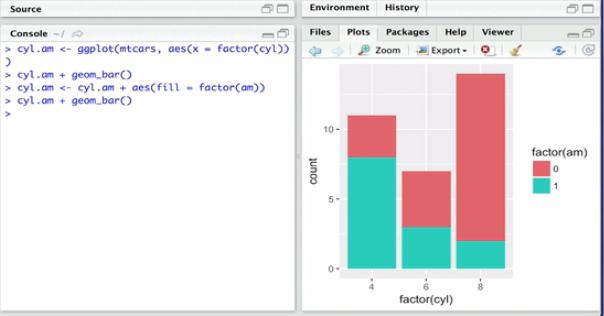 Source
Console ~/
> cyl.am <- ggplot(mtcars, aes(x = factor(cyl))
)
> cyl.am + geom_bar()
> cyl.am <- cyl.am + aes(fill = factor(am))
> cyl.am + geom_bar()
>
Environment History
Files Plots Packages Help Viewer
Zoom Export
10
5
0
count
4 6 8
factor(cyl)
factor(am)
0
1